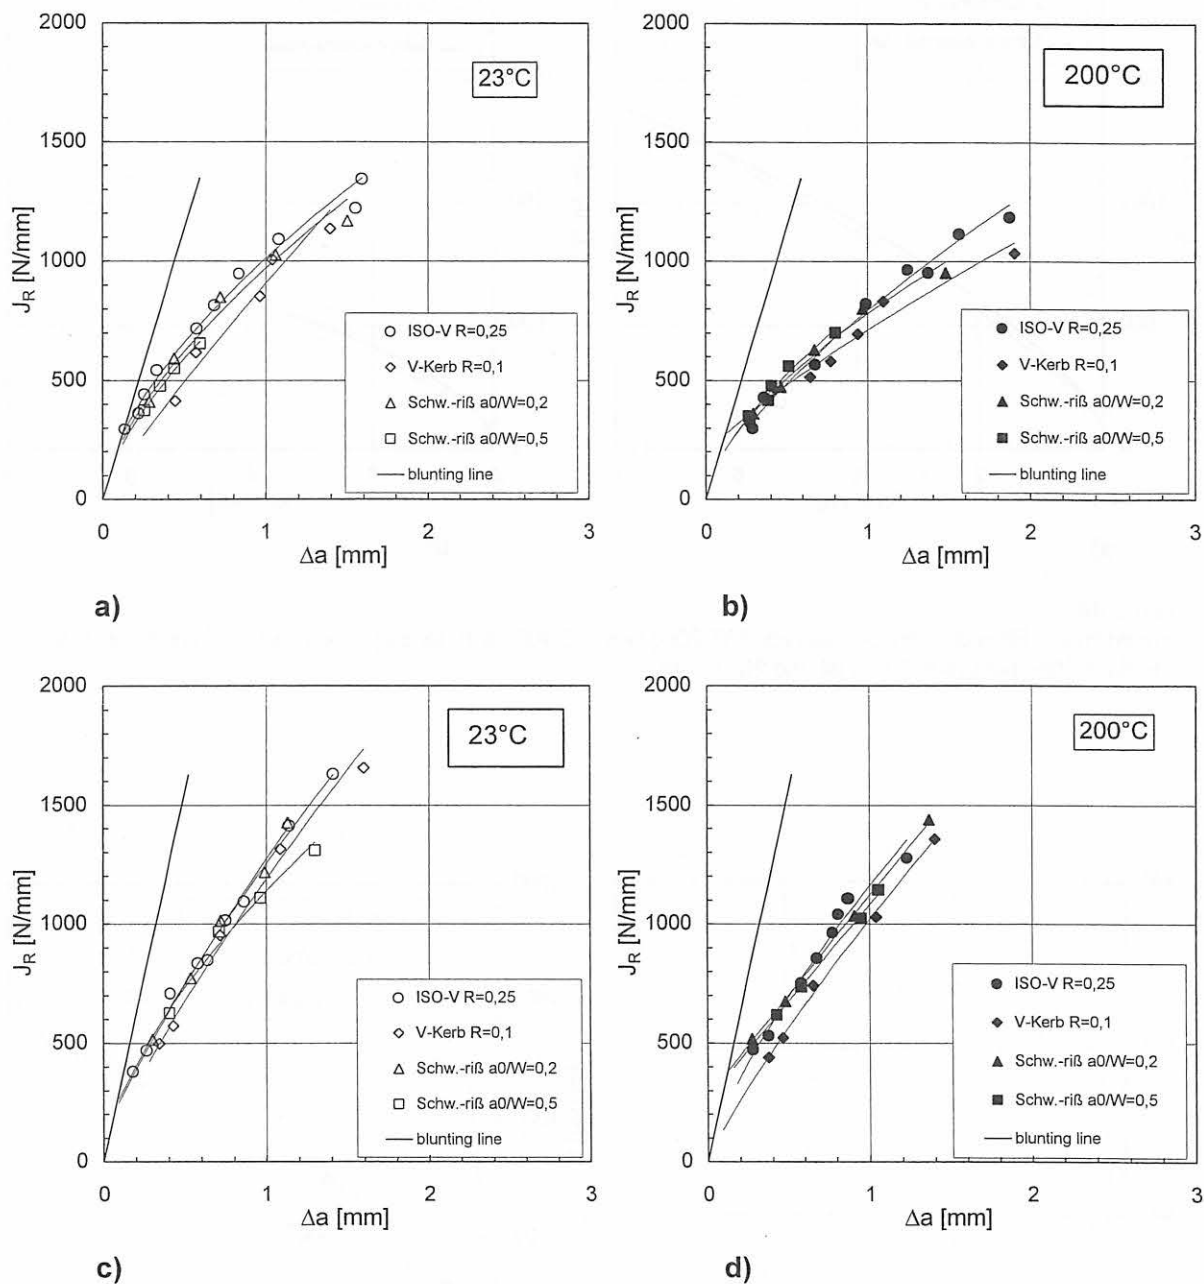 2000
1500
1000
500
0
J_R [N/mm]
23°C
ISO-V R=0,25
V-Kerb R=0,1
Schw.-riß a0/W=0,2
Schw.-riß a0/W=0,5
blunting line
0 1 2 3
Δa [mm]
a)
2000
1500
1000
500
0
J_R [N/mm]
200°C
ISO-V R=0,25
V-Kerb R=0,1
Schw.-riß a0/W=0,2
Schw.-riß a0/W=0,5
blunting line
0 1 2 3
Δa [mm]
b)
2000
1500
1000
500
0
J_R [N/mm]
23°C
ISO-V R=0,25
V-Kerb R=0,1
Schw.-riß a0/W=0,2
Schw.-riß a0/W=0,5
blunting line
0 1 2 3
Δa [mm]
c)
2000
1500
1000
500
0
J_R [N/mm]
200°C
ISO-V R=0,25
V-Kerb R=0,1
Schw.-riß a0/W=0,2
Schw.-riß a0/W=0,5
blunting line
0 1 2 3
Δa [mm]
d)